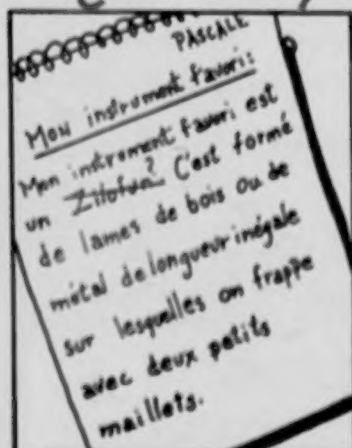 PASCALE
Mon instrument favori:
Mon instrument favori est
un Zilofun? C'est formé
de lames de bois ou de
métal de longueur inégale
sur lesquelles on frappe
avec deux petits
maillets.